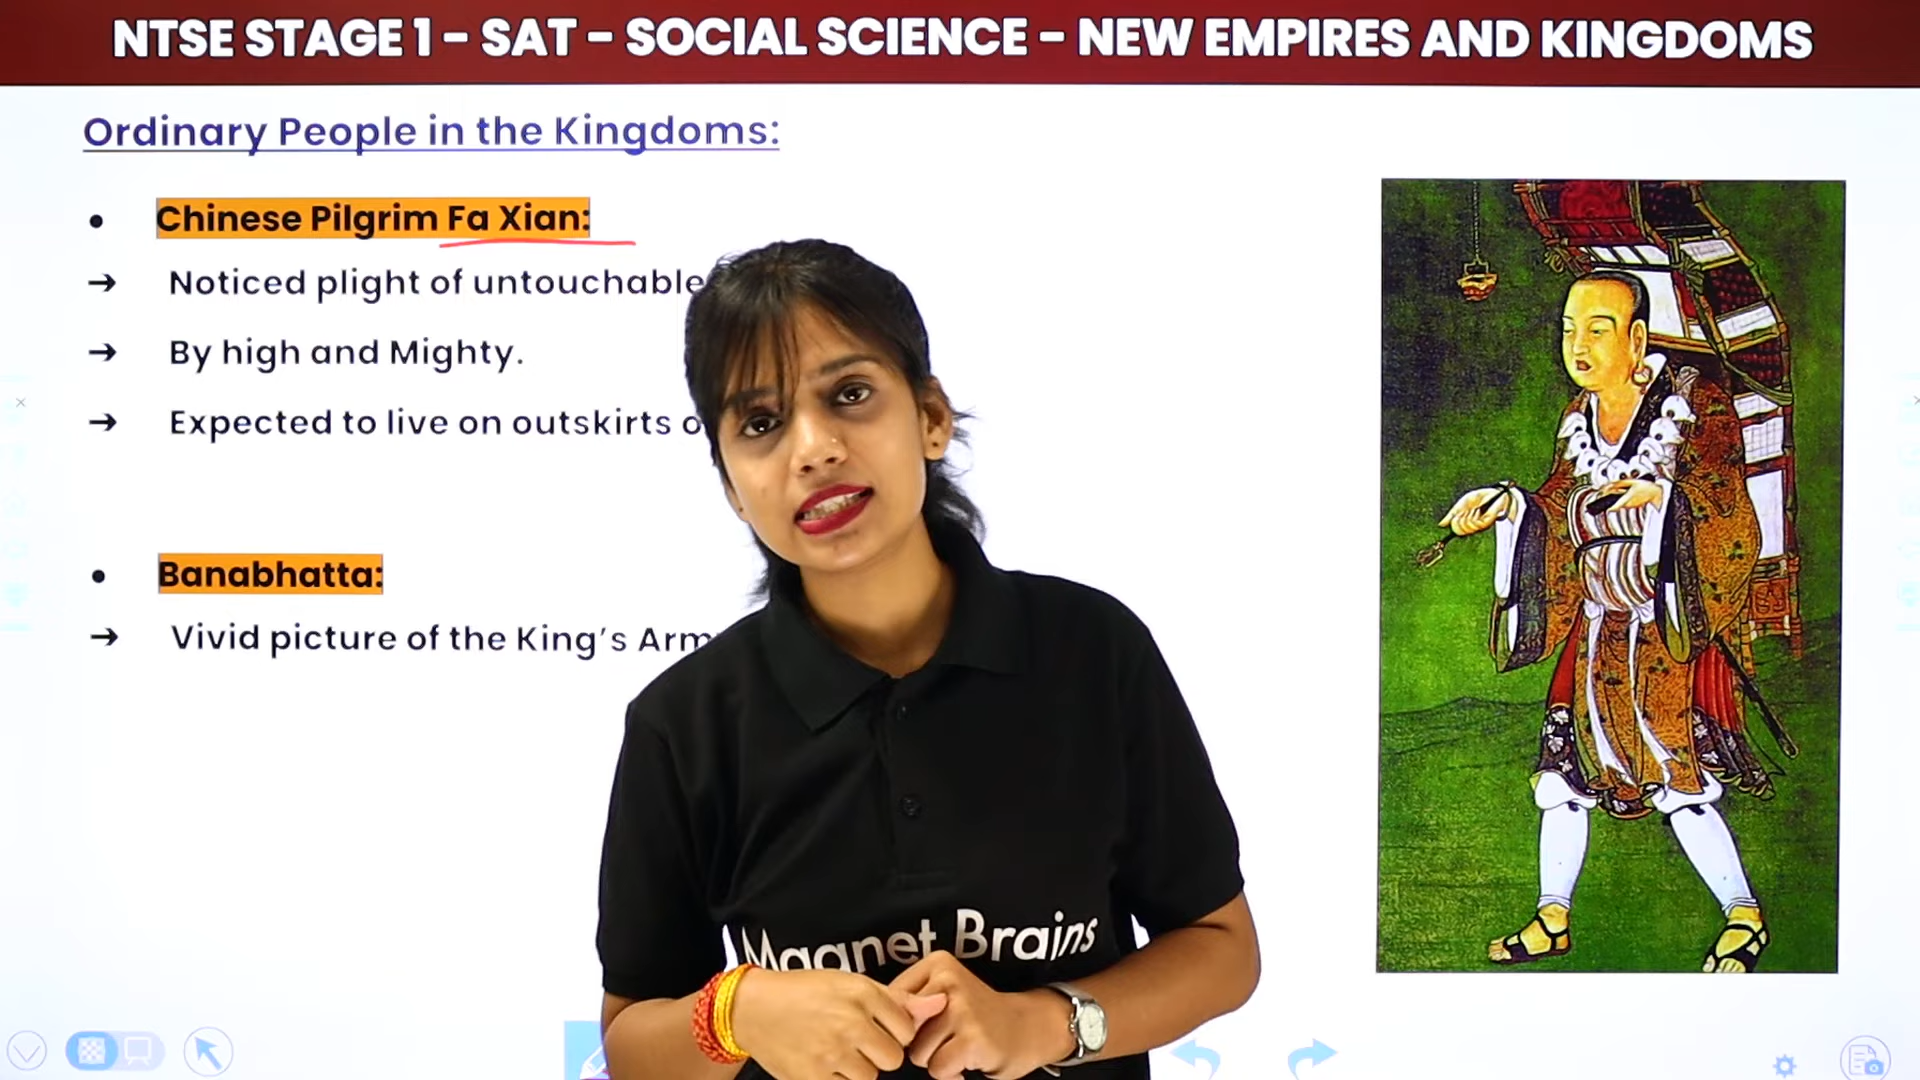 NTSE STAGE 1 - SAT - SOCIAL SCIENCE - NEW EMPIRES AND KINGDOMS
Ordinary People in the Kingdoms:
• Chinese Pilgrim Fa Xian:
→ Noticed plight of untouchable
→ By high and Mighty.
→ Expected to live on outskirts
• Banabhatta:
→ Vivid picture of the King's
Magnet Brains